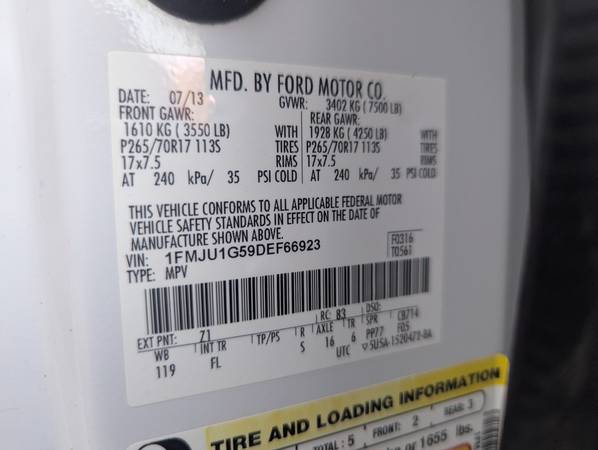 MFD. BY FORD MOTOR CO.
DATE: 07/13 GVWR: 3402 KG ( 7500 LB)
FRONT GAWR: REAR GAWR:
1610 KG ( 3550 LB) WITH 1928 KG ( 4250 LB) WITH
P265/70R17 113S TIRES P265/70R17 113S TIRES
17x7.5 RIMS 17x7.5 RIMS
AT 240 kPa/ 35 PSI COLD AT 240 kPa/ 35 PSI COLD
THIS VEHICLE CONFORMS TO ALL APPLICABLE FEDERAL MOTOR
VEHICLE SAFETY STANDARDS IN EFFECT ON THE DATE OF
MANUFACTURE SHOWN ABOVE.
VIN: 1FMJU1G59DEF66923 F0316
TYPE: MPV T0561
EXT PNT: 71 RC: 83 DSO:
WB INT TR TP/PS R AXLE TR SPR CB714
119 FL S 16 6 PP77 F05
UTC
TIRE AND LOADING INFORMATION
TOTAL: 5 FRONT: 2 REAR: 3
or 1655 lbs.